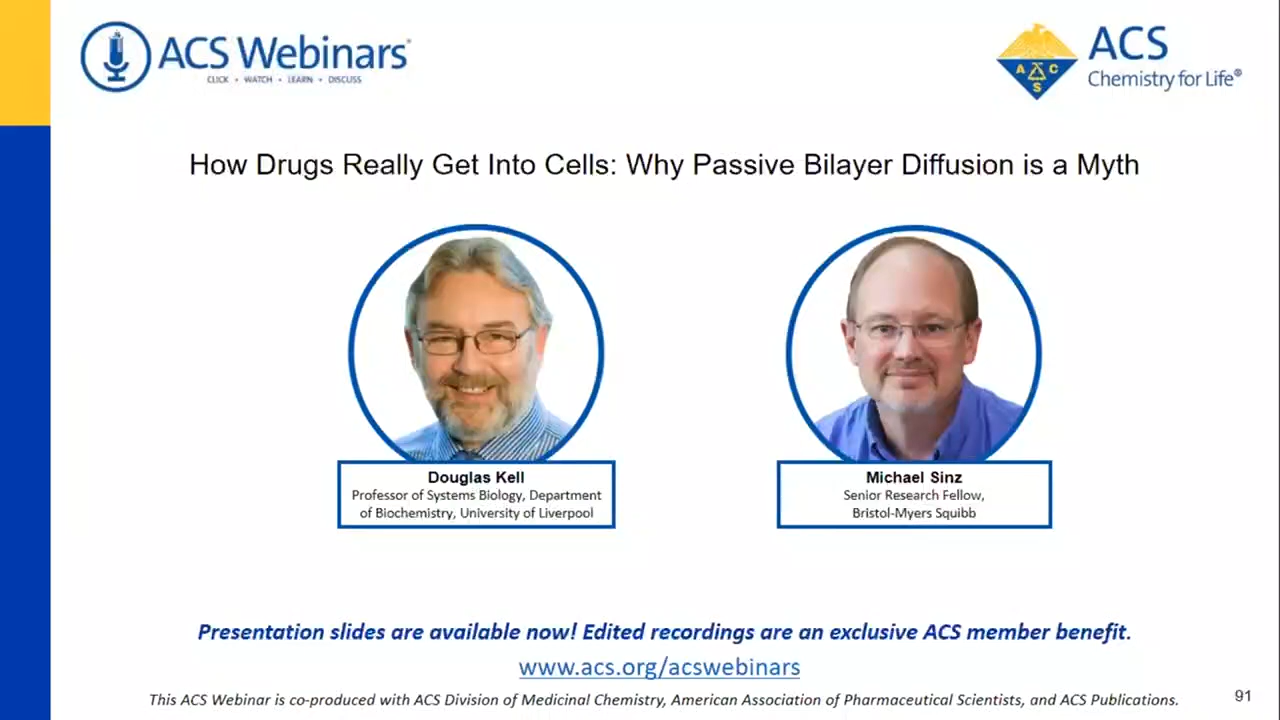 ACS Webinars®
CLICK • WATCH • LEARN • DISCUSS
ACS
Chemistry for Life®
A C S
How Drugs Really Get Into Cells: Why Passive Bilayer Diffusion is a Myth
Douglas Kell
Professor of Systems Biology, Department
of Biochemistry, University of Liverpool
Michael Sinz
Senior Research Fellow,
Bristol-Myers Squibb
Presentation slides are available now! Edited recordings are an exclusive ACS member benefit.
www.acs.org/acswebinars
This ACS Webinar is co-produced with ACS Division of Medicinal Chemistry, American Association of Pharmaceutical Scientists, and ACS Publications.
91